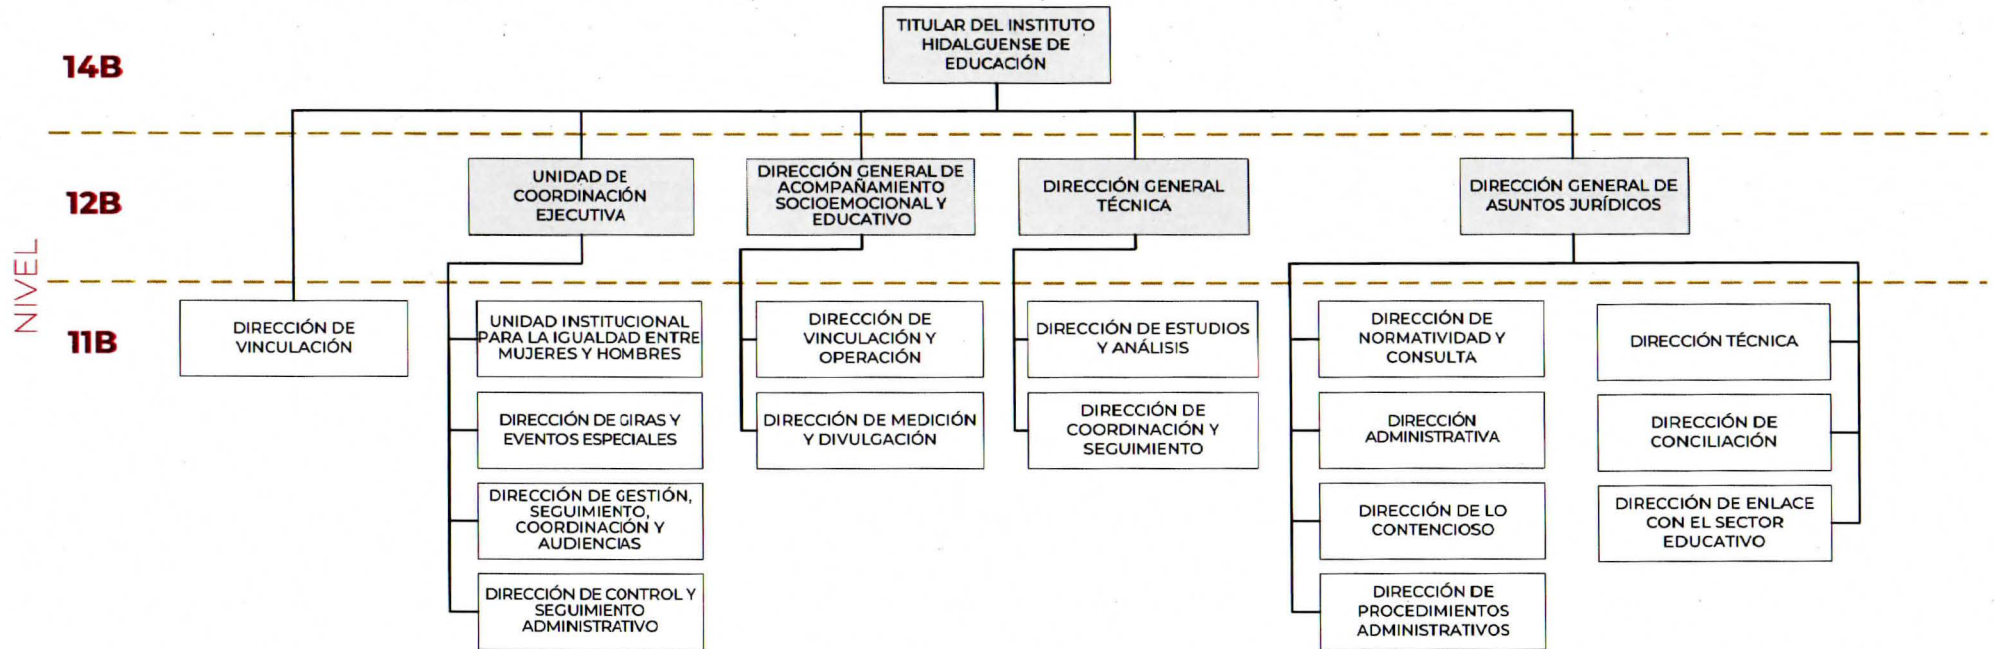 TITULAR DEL INSTITUTO
HIDALGUENSE DE
EDUCACIÓN
14B
NIVEL
12B
UNIDAD DE
COORDINACIÓN
EJECUTIVA
DIRECCIÓN GENERAL DE
ACOMPAÑAMIENTO
SOCIOEMOCIONAL Y
EDUCATIVO
DIRECCIÓN GENERAL
TÉCNICA
DIRECCIÓN GENERAL DE
ASUNTOS JURÍDICOS
11B
DIRECCIÓN DE
VINCULACIÓN
UNIDAD INSTITUCIONAL
PARA LA IGUALDAD ENTRE
MUJERES Y HOMBRES
DIRECCIÓN DE GIRAS Y
EVENTOS ESPECIALES
DIRECCIÓN DE GESTIÓN,
SEGUIMIENTO,
COORDINACIÓN Y
AUDIENCIAS
DIRECCIÓN DE CONTROL Y
SEGUIMIENTO
ADMINISTRATIVO
DIRECCIÓN DE
VINCULACIÓN Y
OPERACIÓN
DIRECCIÓN DE MEDICIÓN
Y DIVULGACIÓN
DIRECCIÓN DE ESTUDIOS
Y ANÁLISIS
DIRECCIÓN DE
COORDINACIÓN Y
SEGUIMIENTO
DIRECCIÓN DE
NORMATIVIDAD Y
CONSULTA
DIRECCIÓN
ADMINISTRATIVA
DIRECCIÓN DE LO
CONTENCIOSO
DIRECCIÓN DE
PROCEDIMIENTOS
ADMINISTRATIVOS
DIRECCIÓN TÉCNICA
DIRECCIÓN DE
CONCILIACIÓN
DIRECCIÓN DE ENLACE
CON EL SECTOR
EDUCATIVO